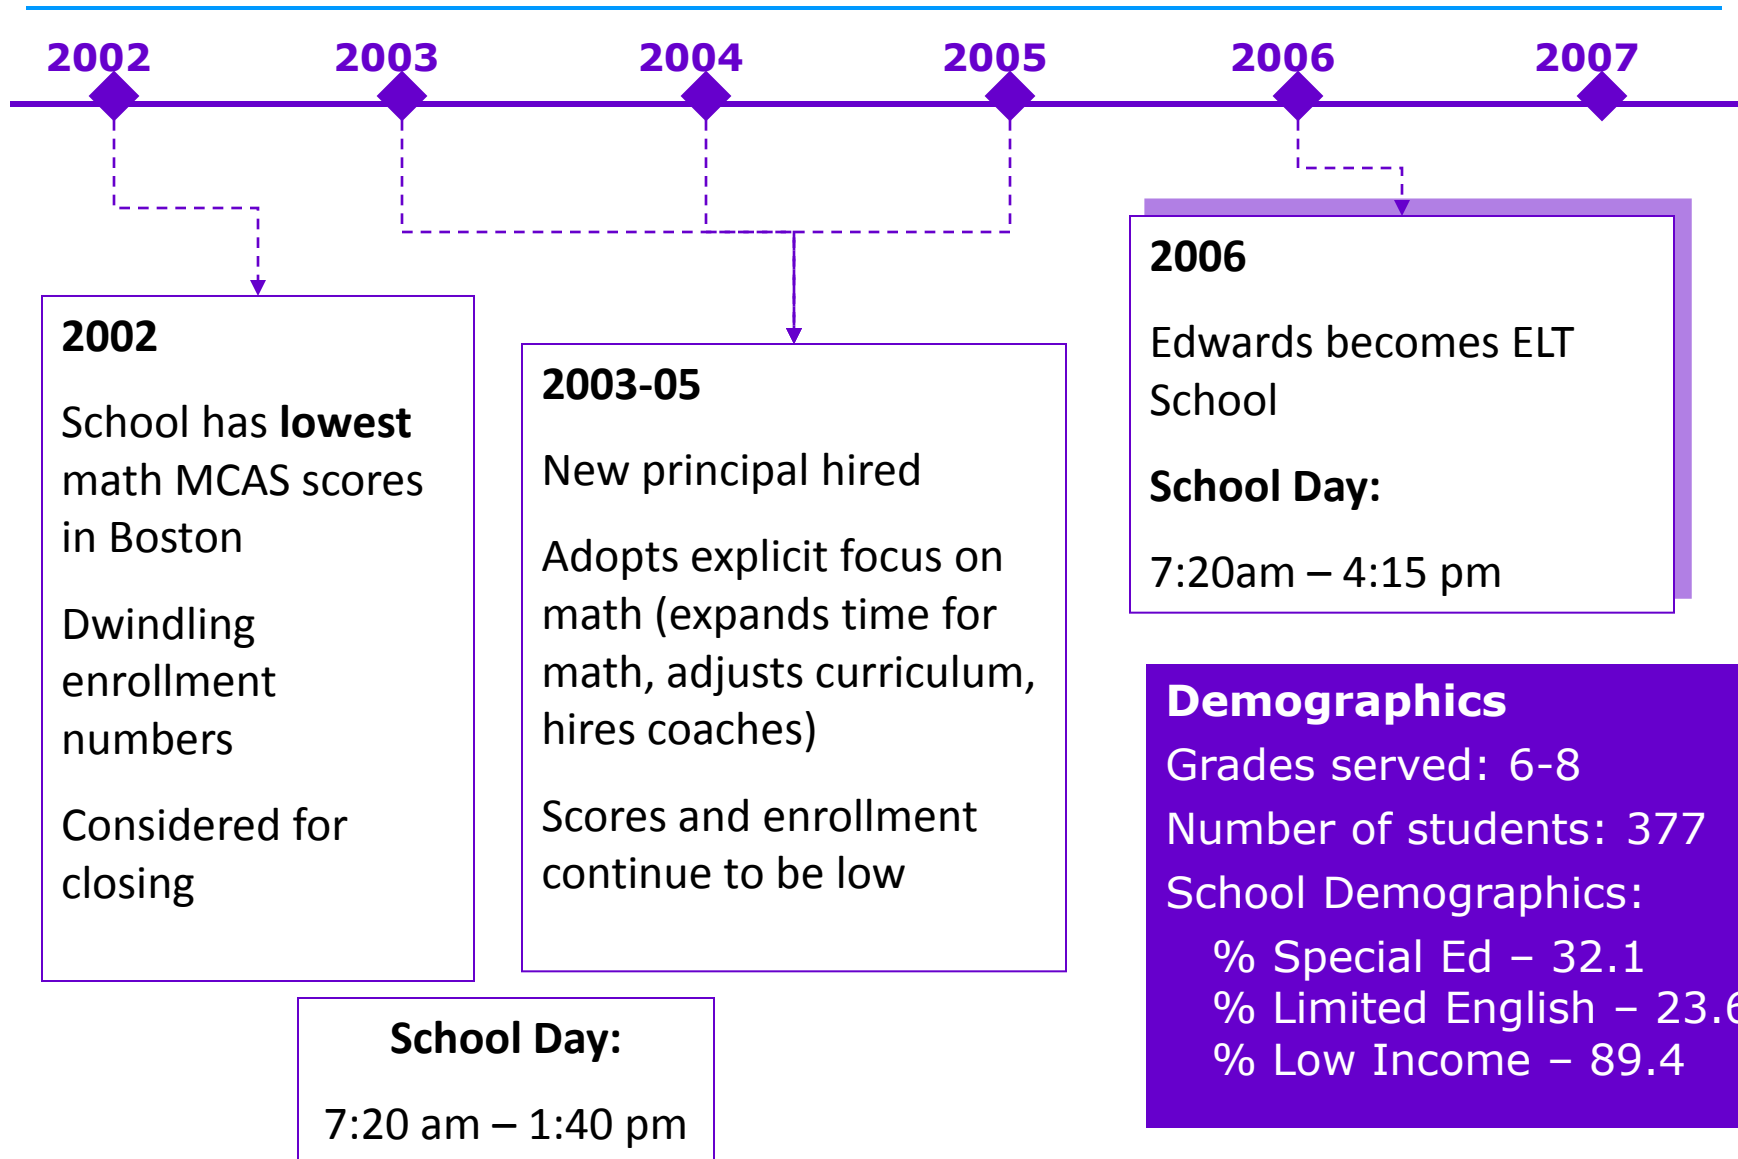 2002 2003 2004 2005 2006 2007
2002
School has lowest
math MCAS scores
in Boston
Dwindling
enrollment
numbers
Considered for
closing
2003-05
New principal hired
Adopts explicit focus on
math (expands time for
math, adjusts curriculum,
hires coaches)
Scores and enrollment
continue to be low
School Day:
7:20 am – 1:40 pm
2006
Edwards becomes ELT
School
School Day:
7:20am – 4:15 pm
Demographics
Grades served: 6-8
Number of students: 377
School Demographics:
% Special Ed – 32.1
% Limited English – 23.6
% Low Income – 89.4